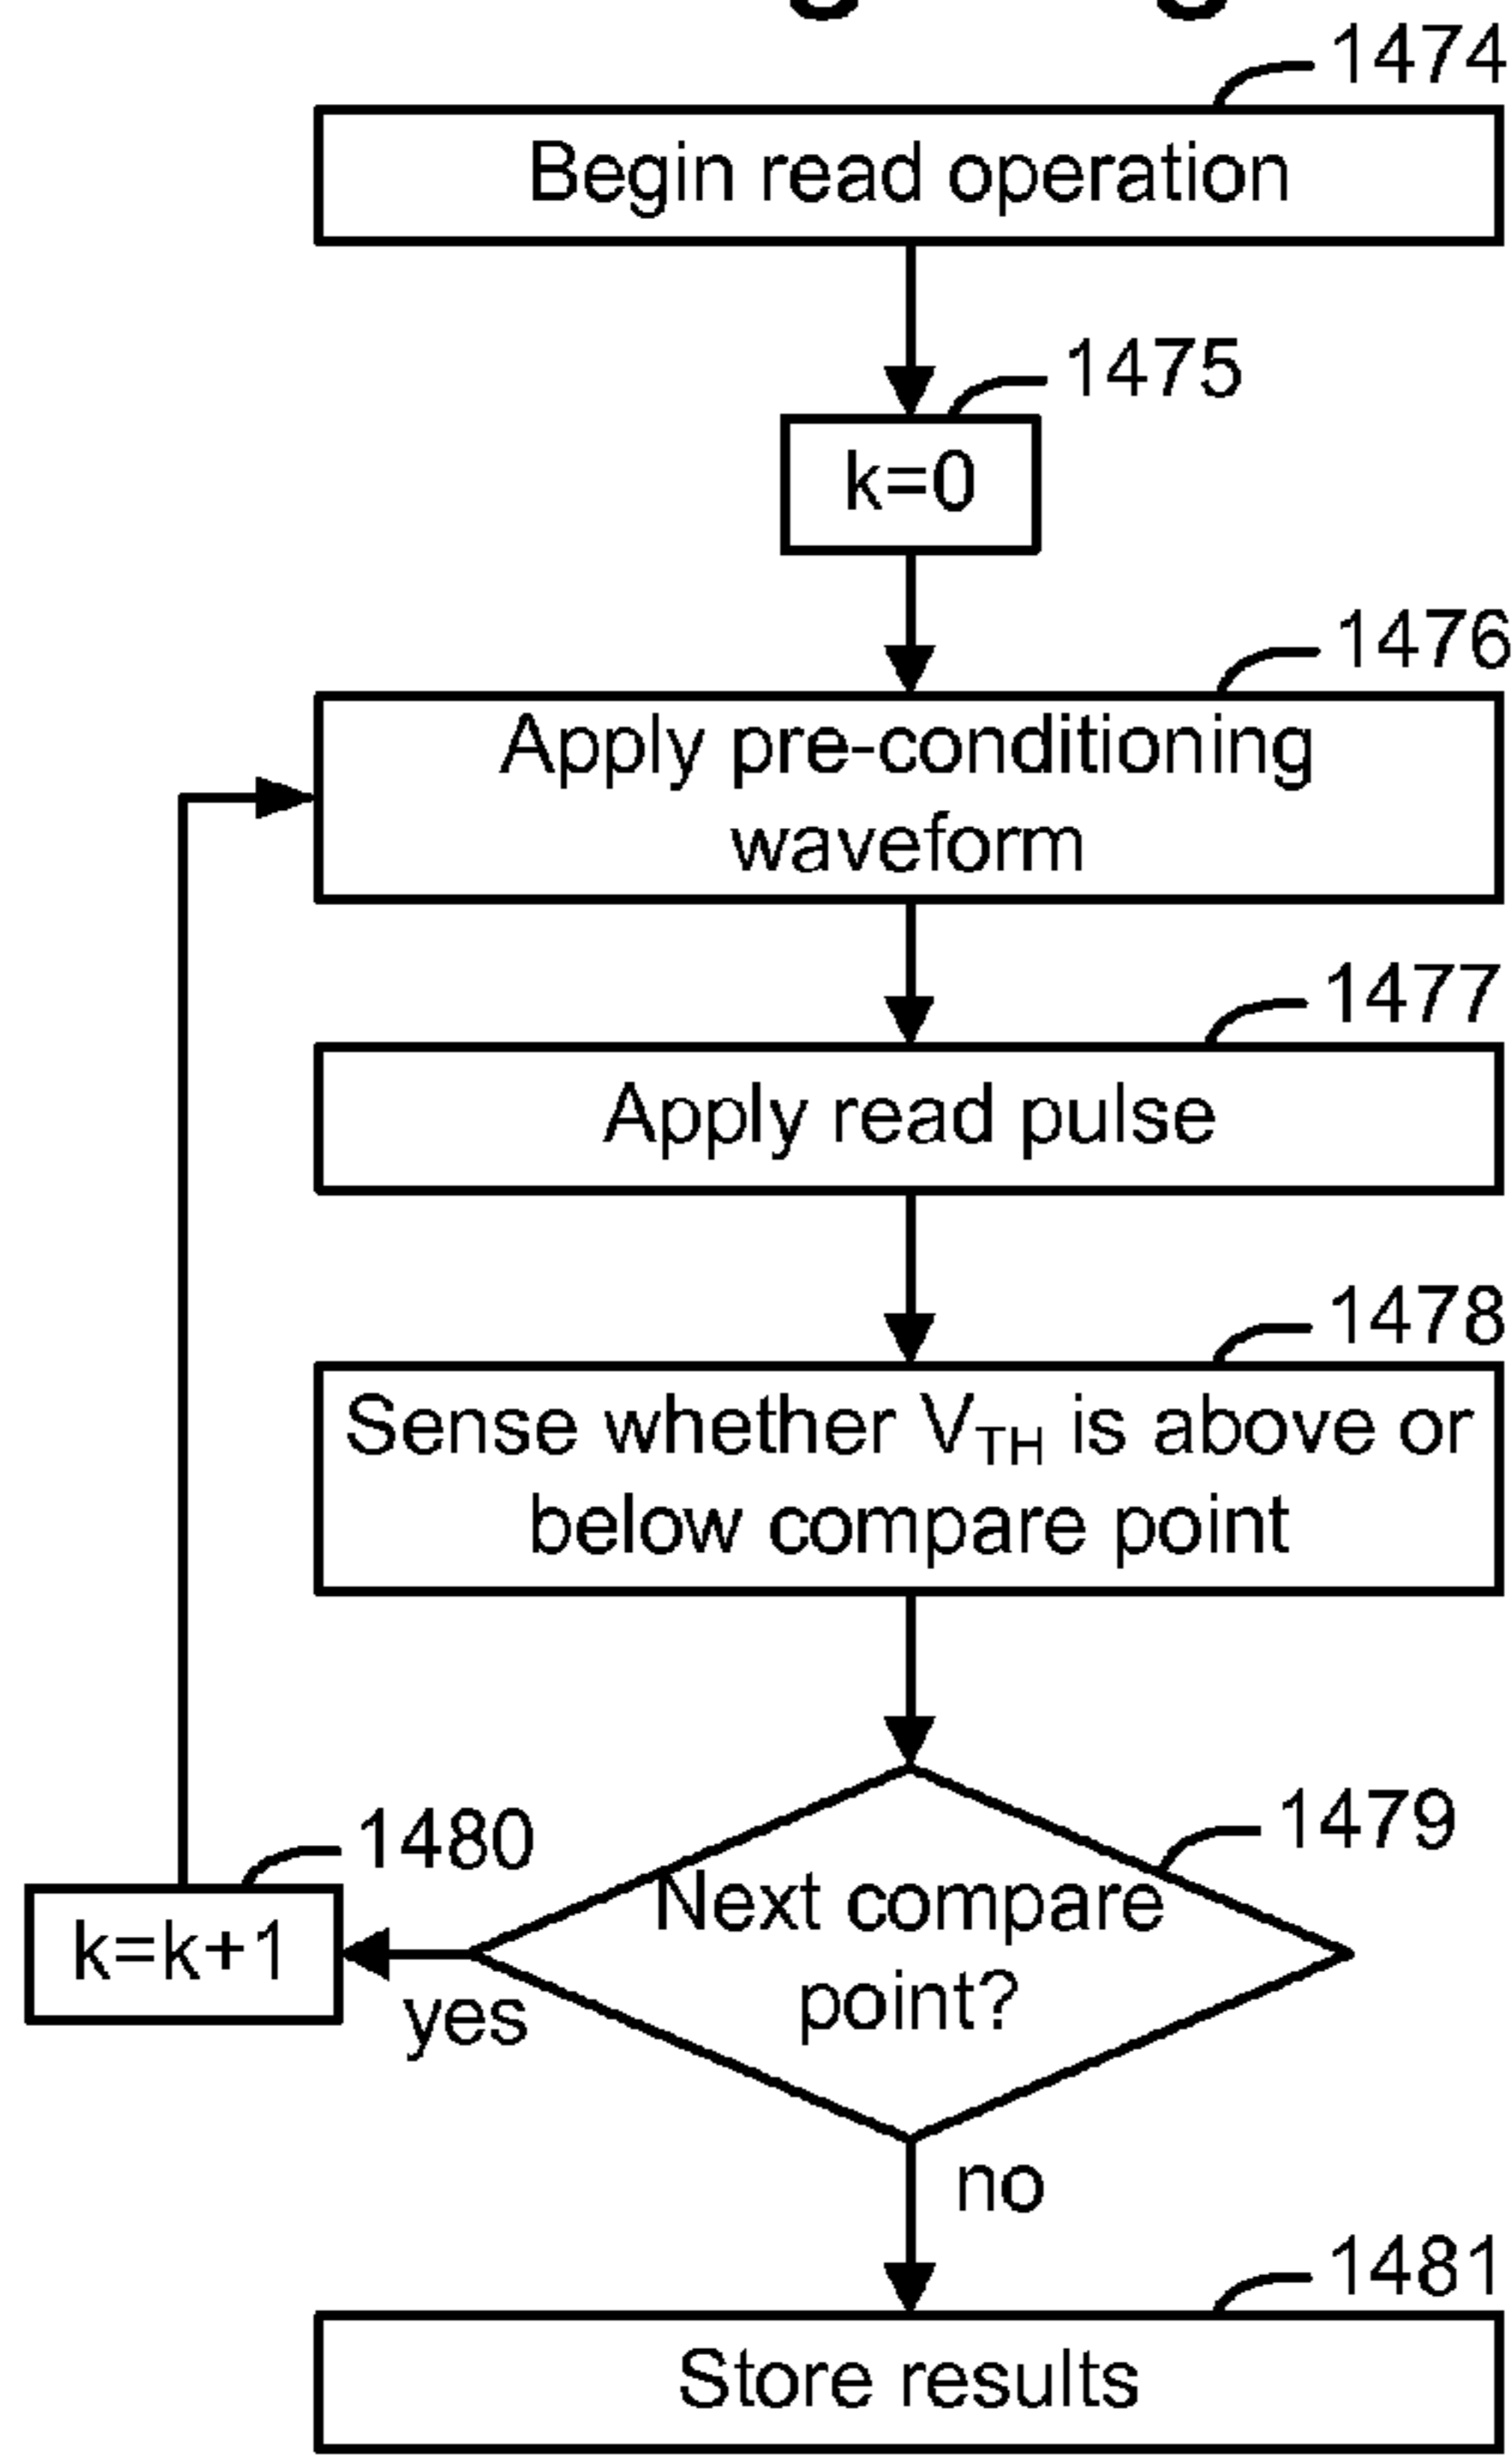 1474
Begin read operation
1475
k=0
1476
Apply pre-conditioning
waveform
1477
Apply read pulse
1478
Sense whether VTH is above or
below compare point
1479
Next compare
point?
1480
k=k+1
yes
no
1481
Store results